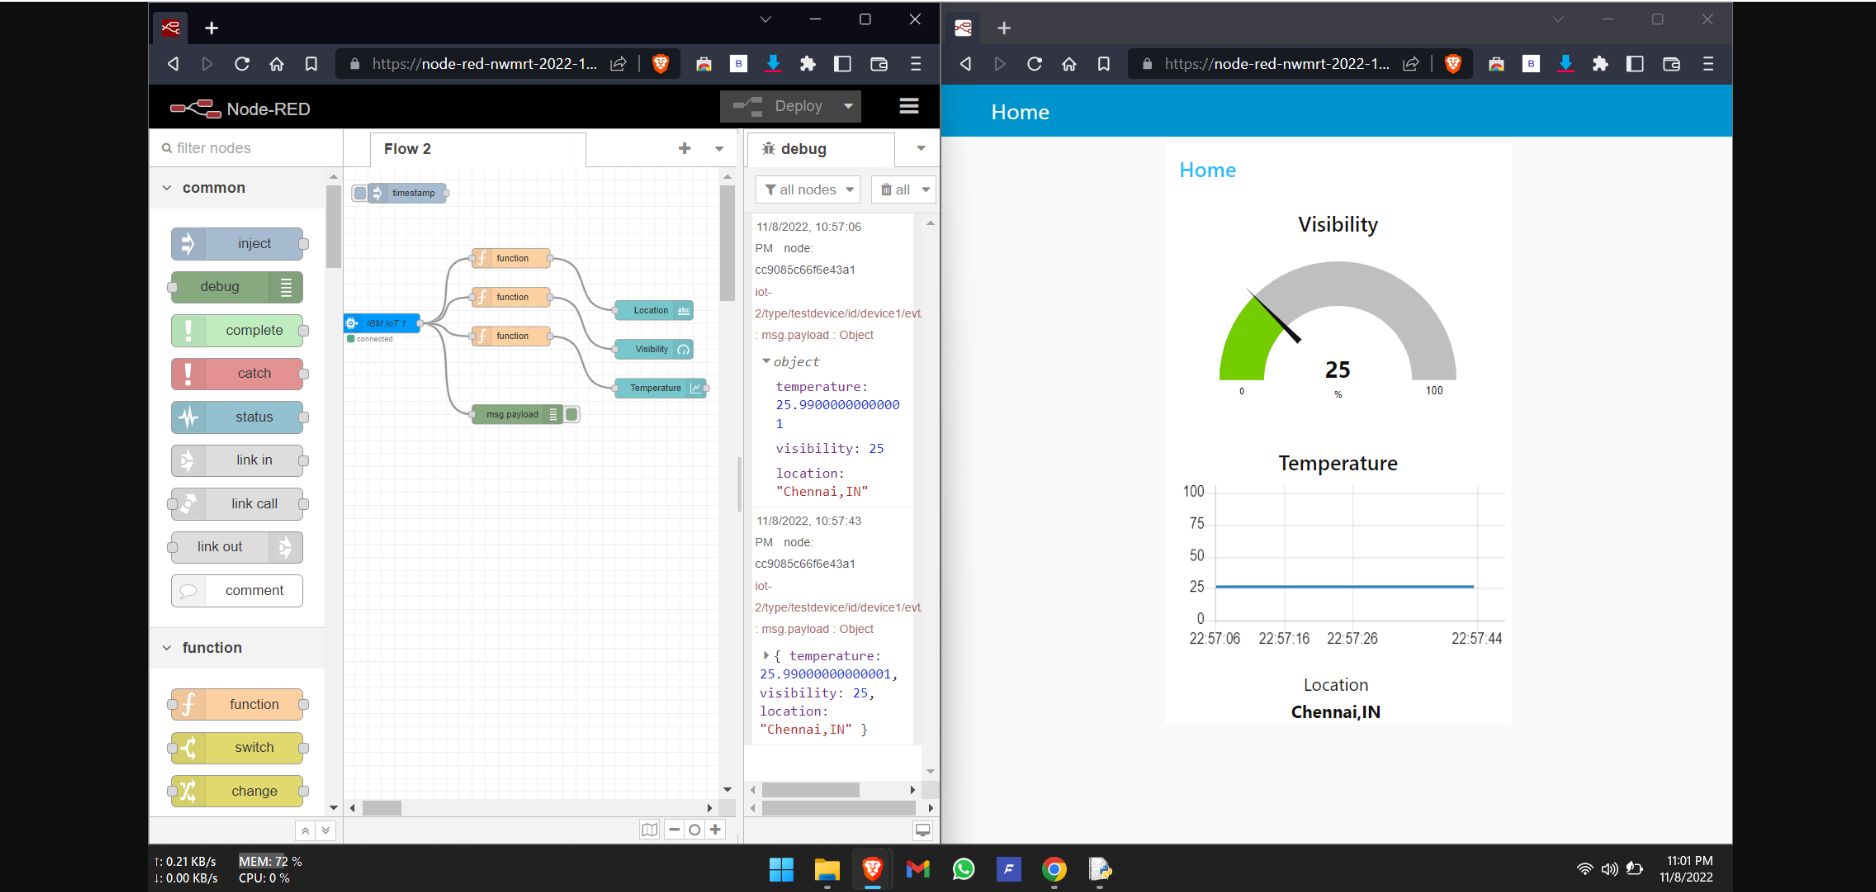 https://node-red-nwmrt-2022-1...
B
Node-RED
Deploy
filter nodes
Flow 2
debug
common
inject
debug
complete
catch
status
link in
link call
link out
comment
function
function
switch
change
timestamp
function
function
function
IBM IoT 1
connected
Location
abc
Visibility
Temperature
msg.payload
all nodes
all
11/8/2022, 10:57:06
PM node:
cc9085c66f6e43a1
iot-
2/type/testdevice/id/device1/evt
: msg.payload : Object
object
temperature:
25.9900000000000
1
visibility: 25
location:
"Chennai,IN"
11/8/2022, 10:57:43
PM node:
cc9085c66f6e43a1
iot-
2/type/testdevice/id/device1/evt
: msg.payload : Object
{ temperature:
25.99000000000001,
visibility: 25,
location:
"Chennai,IN" }
https://node-red-nwmrt-2022-1...
B
Home
Home
Visibility
25
%
0
100
Temperature
100
75
50
25
0
22:57:06 22:57:16 22:57:26 22:57:44
Location
Chennai,IN
↑: 0.21 KB/s MEM: 72 %
↓: 0.00 KB/s CPU: 0 %
F
11:01 PM
11/8/2022